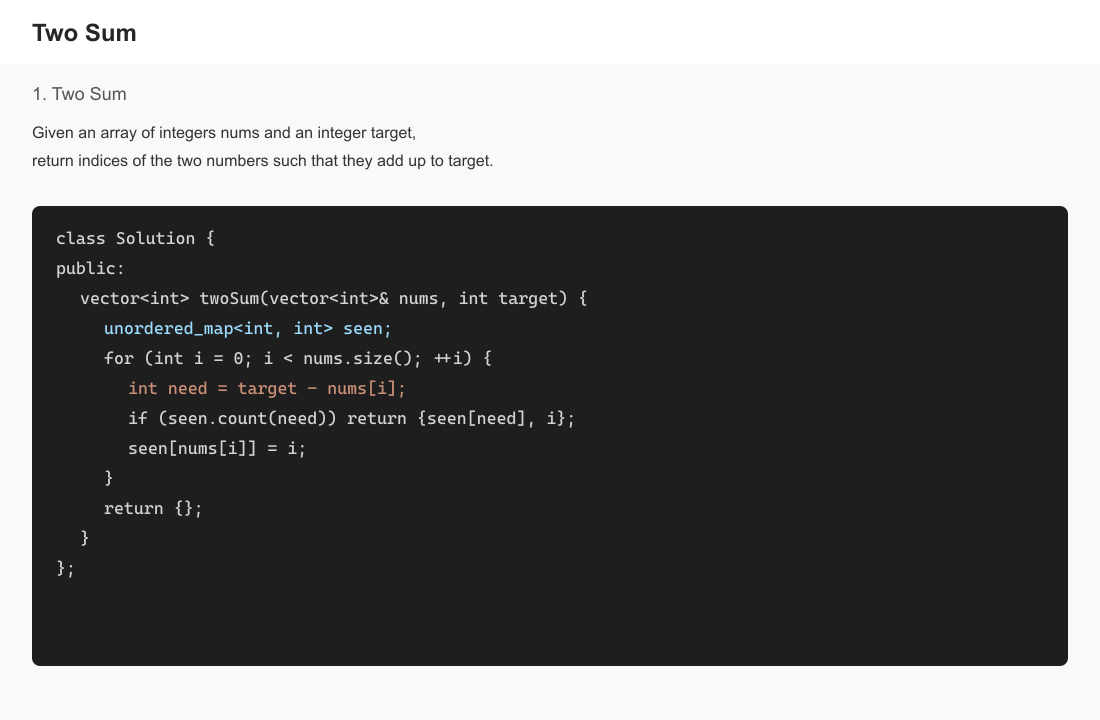 Two Sum
1. Two Sum
Given an array of integers nums and an integer target,
return indices of the two numbers such that they add up to target.
class Solution {
public:
vector<int> twoSum(vector<int>& nums, int target) {
unordered_map<int, int> seen;
for (int i = 0; i < nums.size(); ++i) {
int need = target - nums[i];
if (seen.count(need)) return {seen[need], i};
seen[nums[i]] = i;
}
return {};
}
};